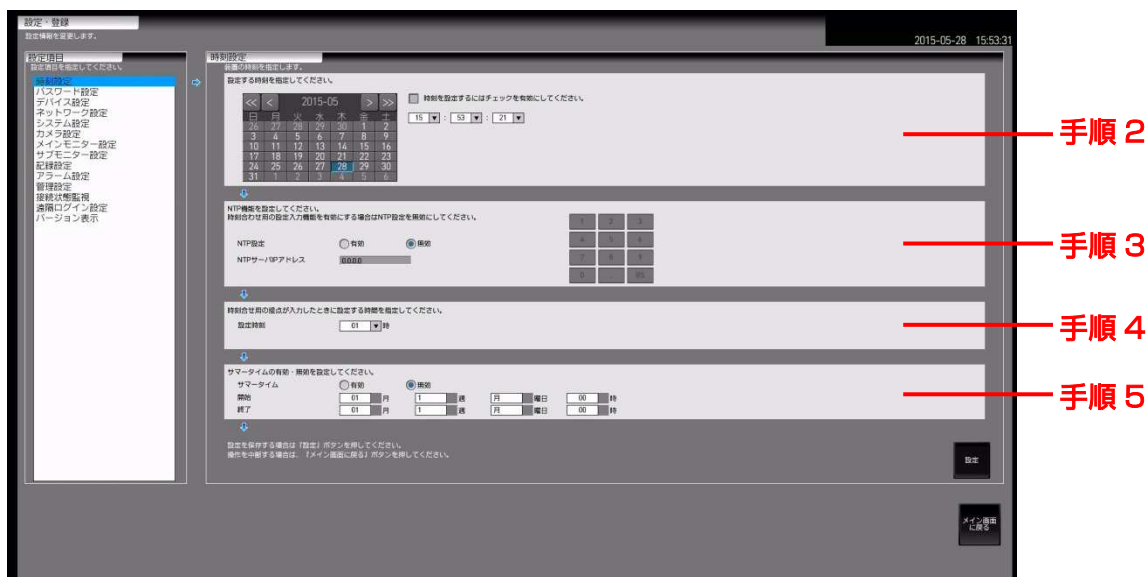 設定・登録
設定情報を変更します。
2015-05-28 15:53:31
設定項目
設定項目を指定してください。
時刻設定
パスワード設定
デバイス設定
ネットワーク設定
システム設定
カメラ設定
メインモニター設定
サブモニター設定
記録設定
アラーム設定
管理設定
接続状態監視
遠隔ログイン設定
バージョン表示
時刻設定
装置の時刻を指定します。
設定する時刻を指定してください。
<< < 2015-05 > >>
日 月 火 水 木 金 土
26 27 28 29 30 1 2
3 4 5 6 7 8 9
10 11 12 13 14 15 16
17 18 19 20 21 22 23
24 25 26 27 28 29 30
31 1 2 3 4 5 6
時刻を設定するにはチェックを有効にしてください。
15 : 53 : 21
手順 2
NTP機能を設定してください。
時刻合わせ用の設定入力機能を有効にする場合はNTP設定を無効にしてください。
NTP設定 有効 無効
NTPサーバIPアドレス 0.0.0.0
1 2 3
4 5 6
7 8 9
0 . BS
手順 3
時刻合せ用の接点が入力したときに設定する時間を指定してください。
設定時刻 01 時
手順 4
サマータイムの有効・無効を設定してください。
サマータイム 有効 無効
開始 01 月 1 週 月 曜日 00 時
終了 01 月 1 週 月 曜日 00 時
手順 5
設定を保存する場合は「設定」ボタンを押してください。
操作を中断する場合は、「メイン画面に戻る」ボタンを押してください。
設定
メイン画面
に戻る